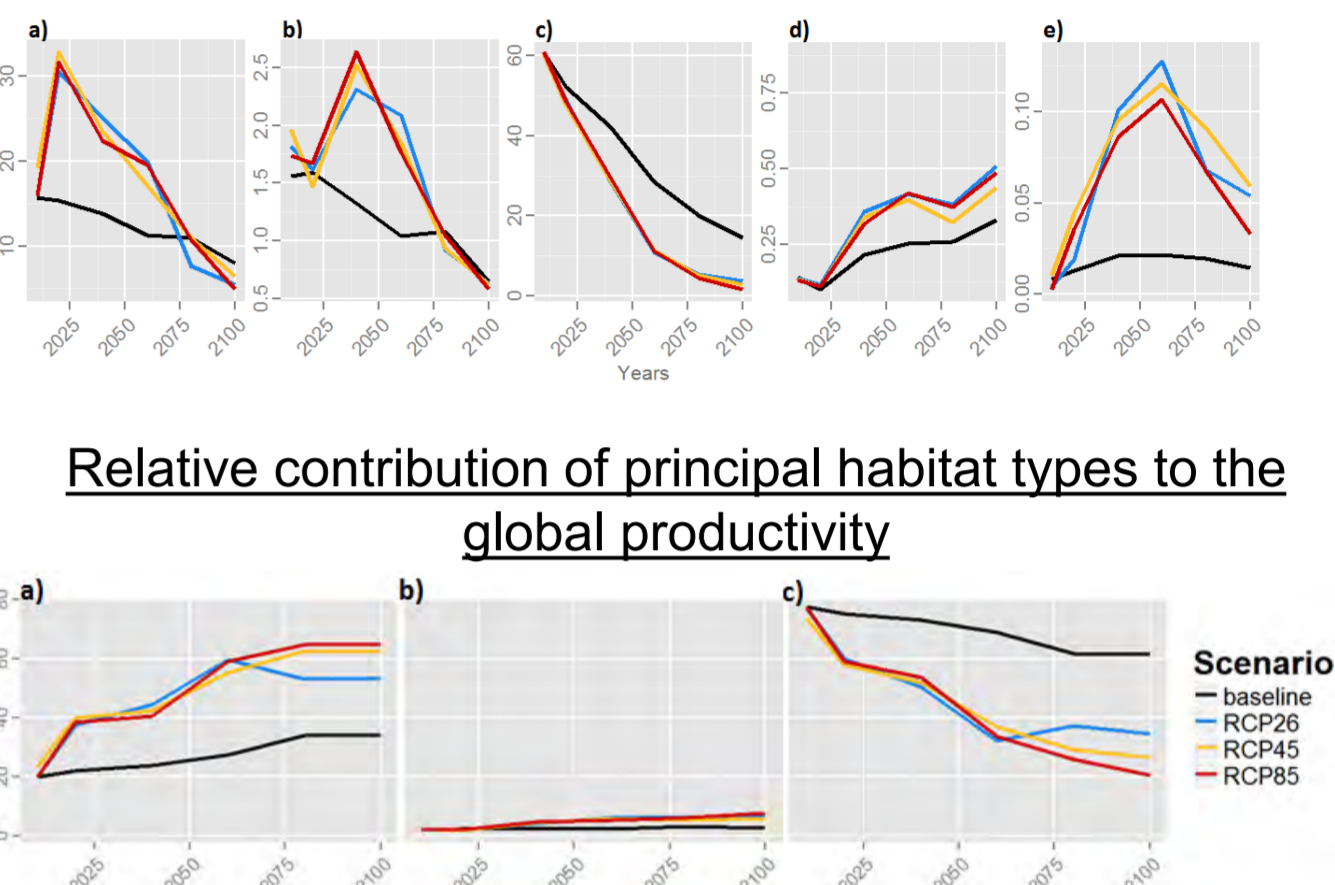 a) b) c) d) e)
30 20 10
2.5 2.0 1.5 1.0 0.5
60 40 20 0
0.75 0.50 0.25
0.10 0.05 0.00
2025 2050 2075 2100 2025 2050 2075 2100 2025 2050 2075 2100 2025 2050 2075 2100 2025 2050 2075 2100
Years
Relative contribution of principal habitat types to the
global productivity
a) b) c)
Scenario
baseline
RCP26
RCP45
RCP85
2025 2050 2075 2100 2025 2050 2075 2100 2025 2050 2075 2100